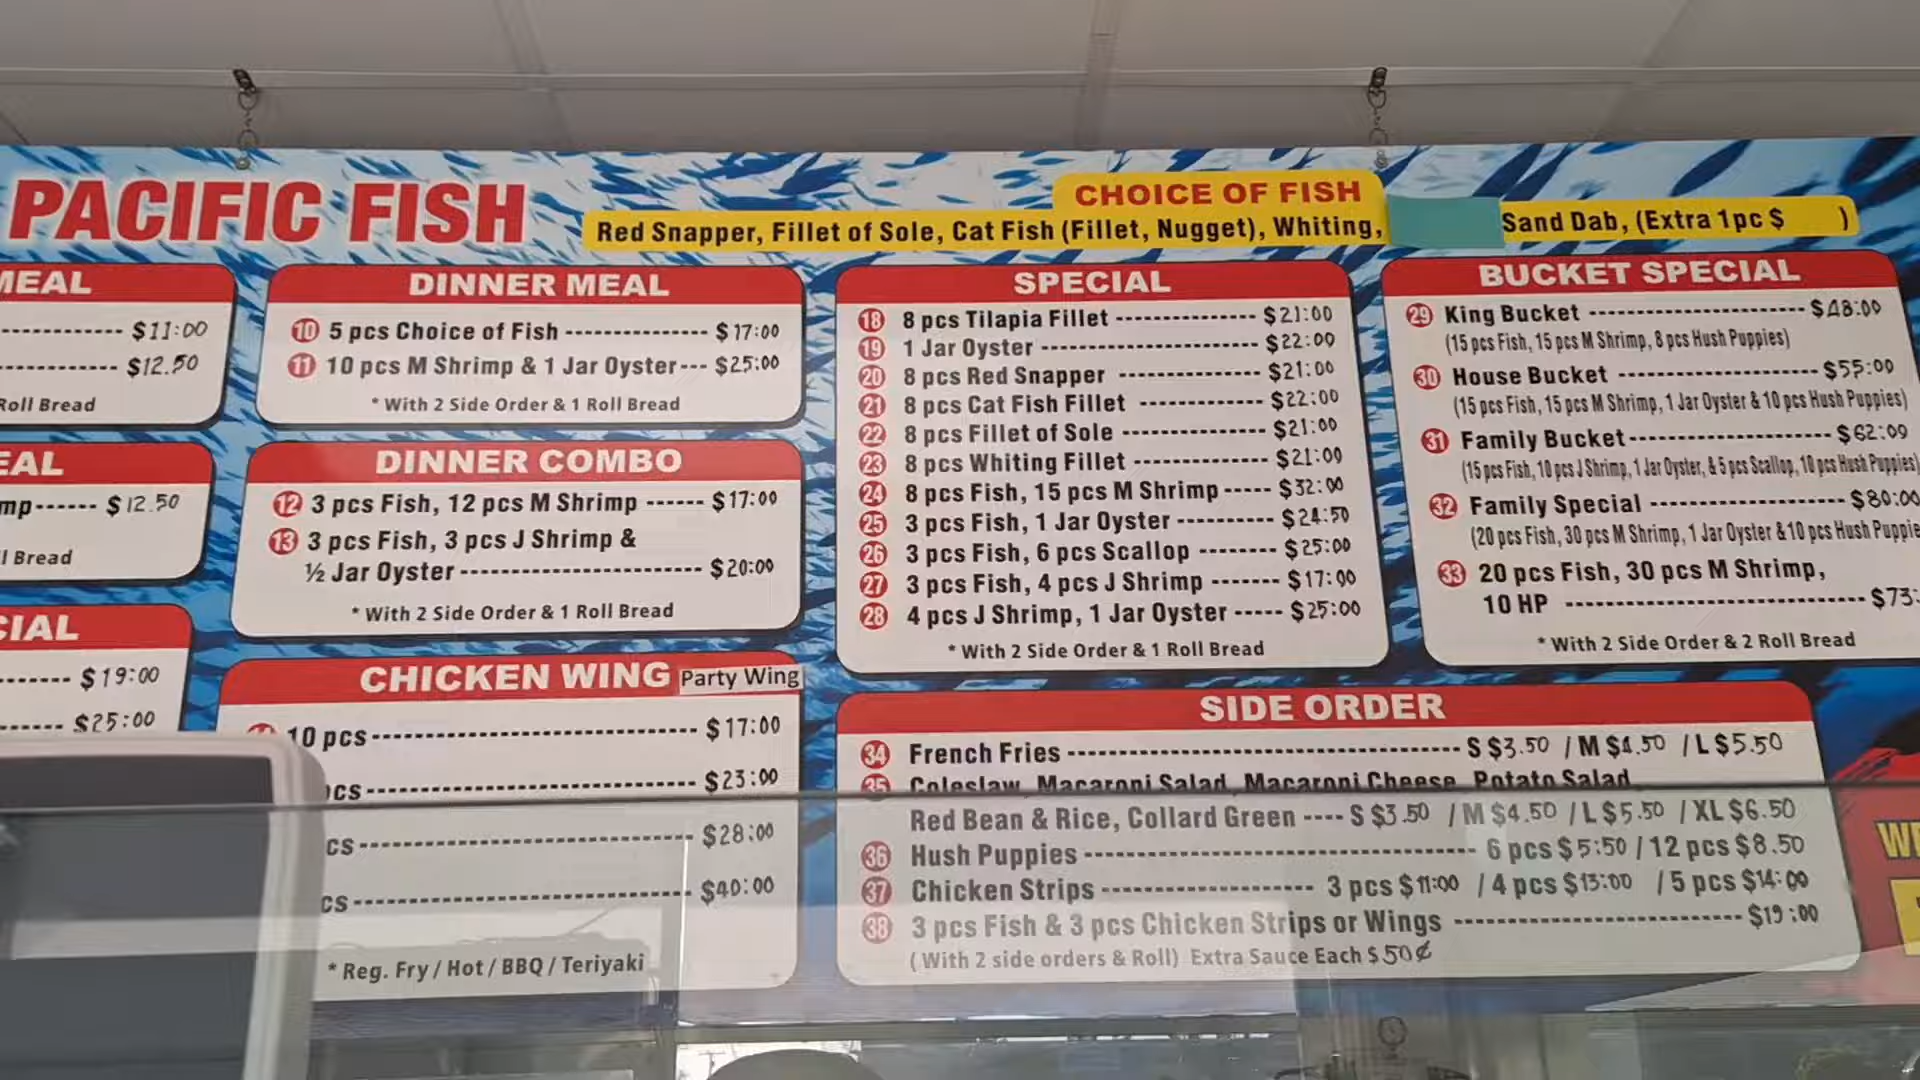 PACIFIC FISH
CHOICE OF FISH
Red Snapper, Fillet of Sole, Cat Fish (Fillet, Nugget), Whiting, Sand Dab, (Extra 1pc $ )
MEAL
------------ $11:00
------------ $12.50
Roll Bread
------ $12.50
Bread
------- $19:00
------ $25:00
DINNER MEAL
10 5 pcs Choice of Fish -------------- $17:00
11 10 pcs M Shrimp & 1 Jar Oyster--- $25:00
* With 2 Side Order & 1 Roll Bread
DINNER COMBO
12 3 pcs Fish, 12 pcs M Shrimp ------ $17:00
13 3 pcs Fish, 3 pcs J Shrimp &
½ Jar Oyster------------------------ $20:00
* With 2 Side Order & 1 Roll Bread
CHICKEN WING Party Wing
10 pcs-------------------------------- $17:00
cs-------------------------------- $23:00
cs-------------------------------- $28:00
cs-------------------------------- $40:00
* Reg. Fry / Hot / BBQ / Teriyaki
SPECIAL
18 8 pcs Tilapia Fillet -------------- $21:00
19 1 Jar Oyster---------------------- $22:00
20 8 pcs Red Snapper -------------- $21:00
21 8 pcs Cat Fish Fillet ------------ $22:00
22 8 pcs Fillet of Sole -------------- $21:00
23 8 pcs Whiting Fillet ------------- $21:00
24 8 pcs Fish, 15 pcs M Shrimp----- $32:00
25 3 pcs Fish, 1 Jar Oyster---------- $24:50
26 3 pcs Fish, 6 pcs Scallop -------- $25:00
27 3 pcs Fish, 4 pcs J Shrimp ------- $17:00
28 4 pcs J Shrimp, 1 Jar Oyster ----- $25:00
* With 2 Side Order & 1 Roll Bread
BUCKET SPECIAL
29 King Bucket ----------------------- $48:00
(15 pcs Fish, 15 pcs M Shrimp, 8 pcs Hush Puppies)
30 House Bucket --------------------- $55:00
(15 pcs Fish, 15 pcs M Shrimp, 1 Jar Oyster & 10 pcs Hush Puppies)
31 Family Bucket--------------------- $62:00
(15 pcs Fish, 10 pcs J Shrimp, 1 Jar Oyster, & 5 pcs Scallop, 10 pcs Hush Puppies)
32 Family Special -------------------- $80:00
(20 pcs Fish, 30 pcs M Shrimp, 1 Jar Oyster & 10 pcs Hush Puppie
33 20 pcs Fish, 30 pcs M Shrimp,
10 HP ------------------------------- $73:
* With 2 Side Order & 2 Roll Bread
SIDE ORDER
34 French Fries ---------------------------------------- S $3.50 / M $4.50 / L $5.50
35 Coleslaw, Macaroni Salad, Macaroni Cheese, Potato Salad
Red Bean & Rice, Collard Green ---- S $3.50 / M $4.50 / L $5.50 / XL $6.50
36 Hush Puppies---------------------------------------- 6 pcs $5:50 / 12 pcs $8.50
37 Chicken Strips ---------------------- 3 pcs $11:00 / 4 pcs $13:00 / 5 pcs $14:00
38 3 pcs Fish & 3 pcs Chicken Strips or Wings ----------------------------- $19:00
(With 2 side orders & Roll) Extra Sauce Each $.50¢